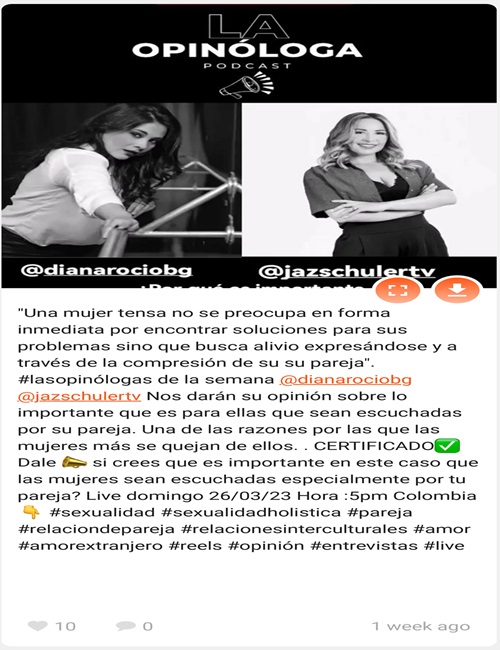 LA
OPINÓLOGA
PODCAST
@dianarociobg
@jazschulertv
¿Por qué es importante
"Una mujer tensa no se preocupa en forma
inmediata por encontrar soluciones para sus
problemas sino que busca alivio expresándose y a
través de la compresión de su su pareja".
#lasopinólogas de la semana @dianarociobg
@jazschulertv Nos darán su opinión sobre lo
importante que es para ellas que sean escuchadas
por su pareja. Una de las razones por las que las
mujeres más se quejan de ellos. . CERTIFICADO✅
Dale 📣 si crees que es importante en este caso que
las mujeres sean escuchadas especialmente por tu
pareja? Live domingo 26/03/23 Hora :5pm Colombia
👇 #sexualidad #sexualidadholistica #pareja
#relaciondepareja #relacionesinterculturales #amor
#amorextranjero #reels #opinión #entrevistas #live
10
0
1 week ago